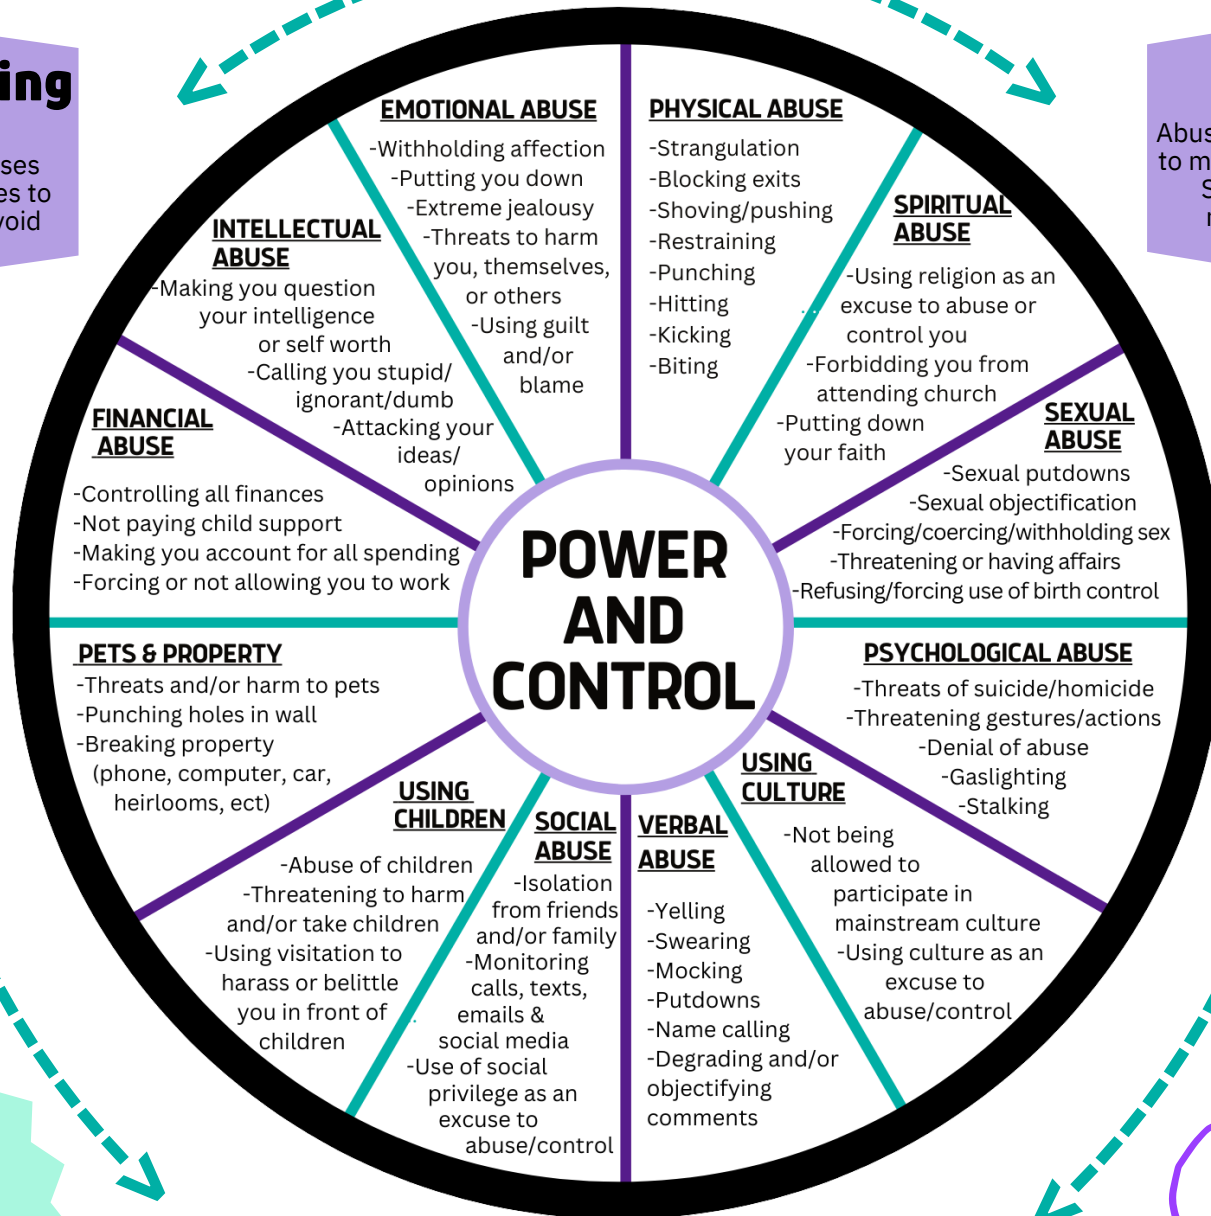 ing
ses
es to
void
Abus
to m
S
EMOTIONAL ABUSE
-Withholding affection
-Putting you down
-Extreme jealousy
-Threats to harm
you, themselves,
or others
-Using guilt
and/or
blame
PHYSICAL ABUSE
-Strangulation
-Blocking exits
-Shoving/pushing
-Restraining
-Punching
-Hitting
-Kicking
-Biting
SPIRITUAL
ABUSE
-Using religion as an
excuse to abuse or
control you
-Forbidding you from
attending church
-Putting down
your faith
SEXUAL
ABUSE
-Sexual putdowns
-Sexual objectification
-Forcing/coercing/withholding sex
-Threatening or having affairs
-Refusing/forcing use of birth control
PSYCHOLOGICAL ABUSE
-Threats of suicide/homicide
-Threatening gestures/actions
-Denial of abuse
-Gaslighting
-Stalking
USING
CULTURE
-Not being
allowed to
participate in
mainstream culture
-Using culture as an
excuse to
abuse/control
VERBAL
ABUSE
-Yelling
-Swearing
-Mocking
-Putdowns
-Name calling
-Degrading and/or
objectifying
comments
SOCIAL
ABUSE
-Isolation
from friends
and/or family
-Monitoring
calls, texts,
emails &
social media
-Use of social
privilege as an
excuse to
abuse/control
USING
CHILDREN
-Abuse of children
-Threatening to harm
and/or take children
-Using visitation to
harass or belittle
you in front of
children
PETS & PROPERTY
-Threats and/or harm to pets
-Punching holes in wall
-Breaking property
(phone, computer, car,
heirlooms, ect)
FINANCIAL
ABUSE
-Controlling all finances
-Not paying child support
-Making you account for all spending
-Forcing or not allowing you to work
INTELLECTUAL
ABUSE
-Making you question
your intelligence
or self worth
-Calling you stupid/
ignorant/dumb
-Attacking your
ideas/
opinions
POWER
AND
CONTROL